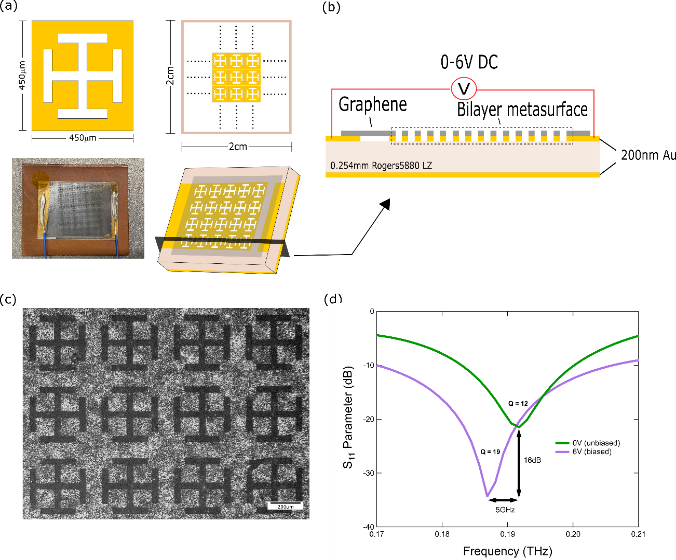 (a)
450μm
450μm
2cm
2cm
(b)
0-6V DC
V
Graphene
Bilayer metasurface
200nm Au
0.254mm Rogers5880 LZ
(c)
200μm
(d)
0
-10
-20
-30
-40
S11 Parameter (dB)
Q = 12
Q = 19
16dB
5GHz
0V (unbiased)
6V (biased)
0.17
0.18
0.19
0.20
0.21
Frequency (THz)